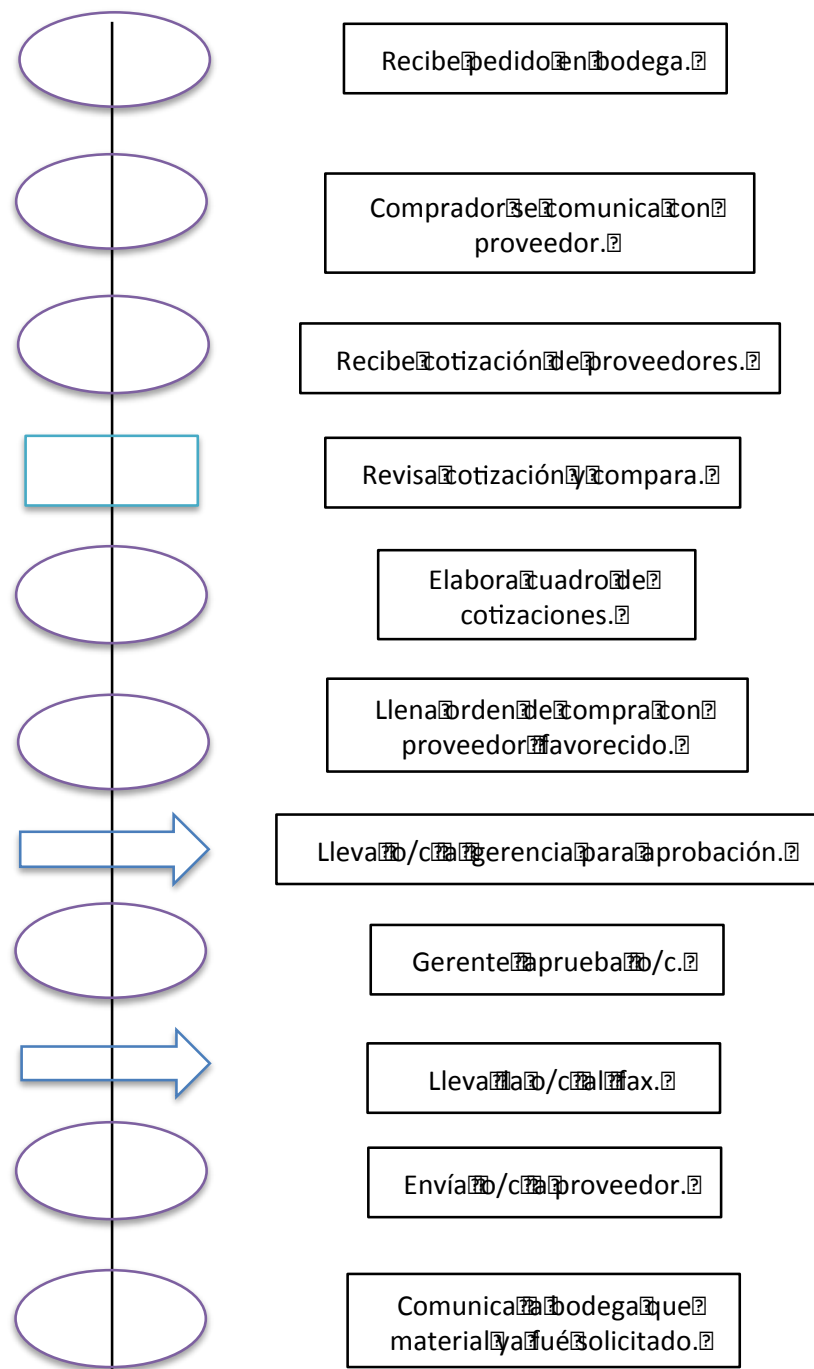 Recibe pedido en bodega.
Comprador se comunica con
proveedor.
Recibe cotización de proveedores.
Revisa cotización y compara.
Elabora cuadro de
cotizaciones.
Llena orden de compra con
proveedor favorecido.
Lleva o/c a gerencia para aprobación.
Gerente aprueba o/c.
Lleva la o/c al fax.
Envía o/c a proveedor.
Comunica a bodega que
material ya fué solicitado.